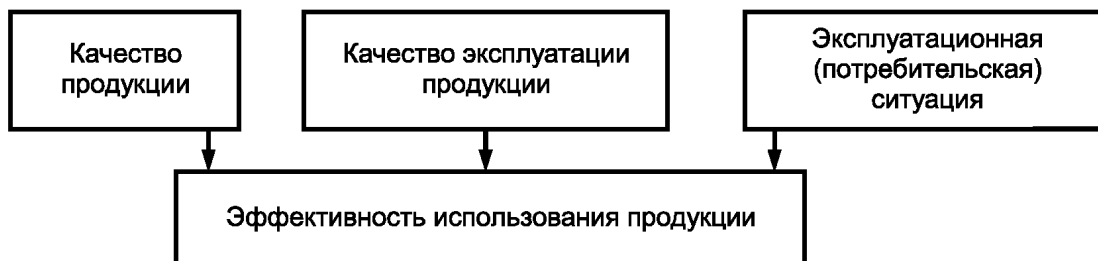 Качество
продукции
Качество эксплуатации
продукции
Эксплуатационная
(потребительская)
ситуация
Эффективность использования продукции